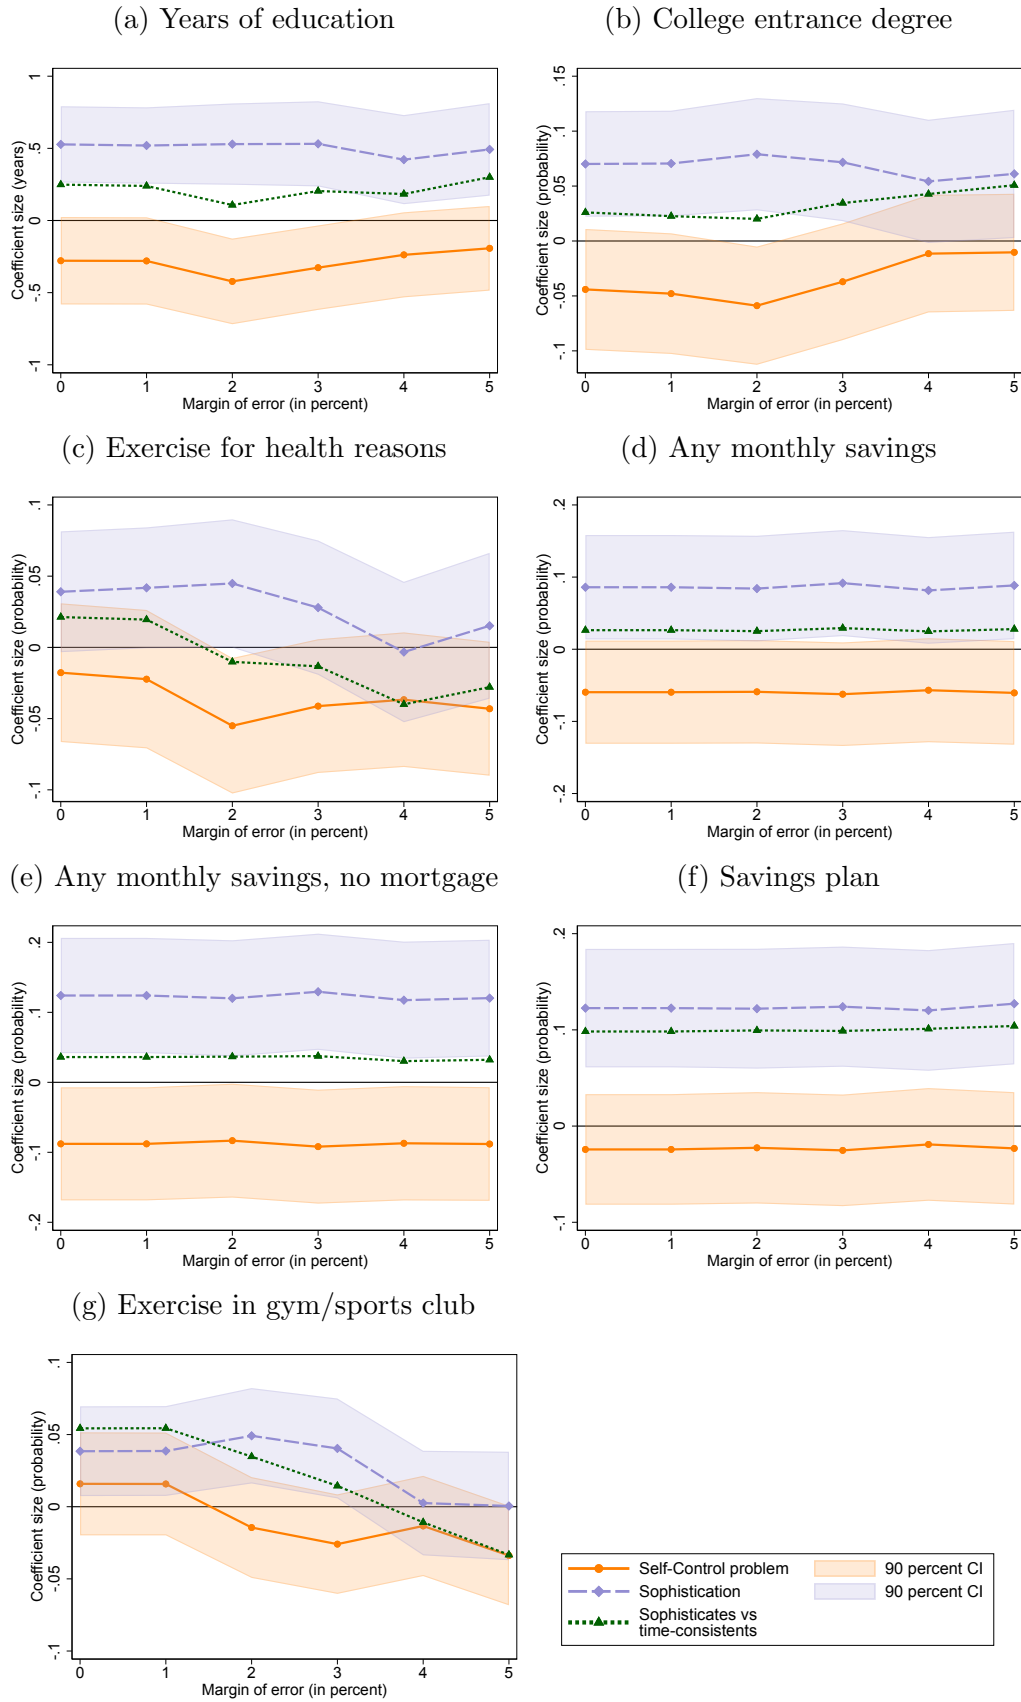 (a) Years of education
Coefficient size (years)
1
.5
0
-.5
-1
0 1 2 3 4 5
Margin of error (in percent)
(b) College entrance degree
Coefficient size (probability)
.15
.1
.05
0
-.05
-.1
0 1 2 3 4 5
Margin of error (in percent)
(c) Exercise for health reasons
Coefficient size (probability)
.1
.05
0
-.05
-.1
0 1 2 3 4 5
Margin of error (in percent)
(d) Any monthly savings
Coefficient size (probability)
.2
.1
0
-.1
-.2
0 1 2 3 4 5
Margin of error (in percent)
(e) Any monthly savings, no mortgage
Coefficient size (probability)
.2
.1
0
-.1
-.2
0 1 2 3 4 5
Margin of error (in percent)
(f) Savings plan
Coefficient size (probability)
.2
.1
0
-.1
0 1 2 3 4 5
Margin of error (in percent)
(g) Exercise in gym/sports club
Coefficient size (probability)
.1
.05
0
-.05
-.1
0 1 2 3 4 5
Margin of error (in percent)
Self-Control problem 90 percent CI
Sophistication 90 percent CI
Sophisticates vs
time-consistents